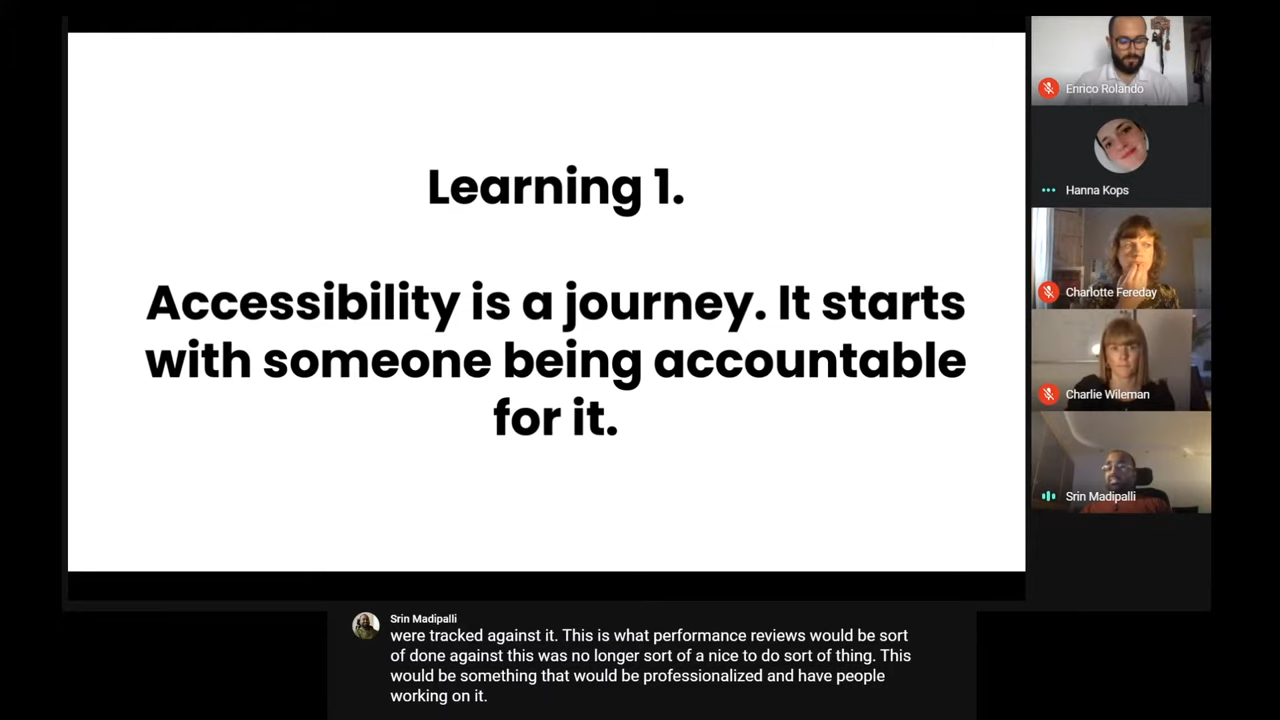 Learning 1.
Accessibility is a journey. It starts
with someone being accountable
for it.
Enrico Rolando
Hanna Kops
Charlotte Fereday
Charlie Wileman
Srin Madipalli
Srin Madipalli
were tracked against it. This is what performance reviews would be sort
of done against this was no longer sort of a nice to do sort of thing. This
would be something that would be professionalized and have people
working on it.